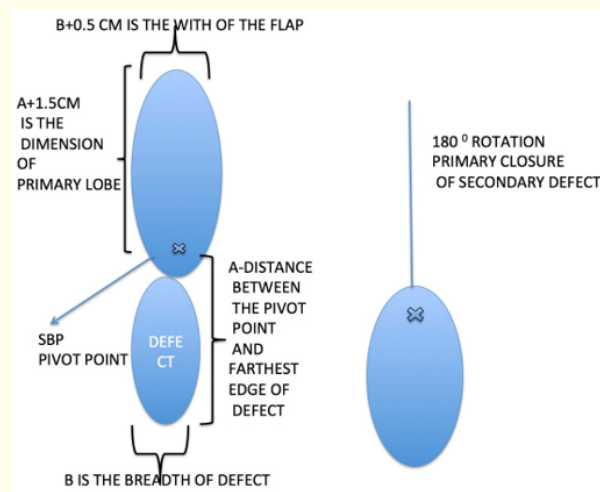 B+0.5 CM IS THE WITH OF THE FLAP
A+1.5CM
IS THE
DIMENSION
OF
PRIMARY LOBE
SBP
PIVOT POINT
DEFE
CT
A-DISTANCE
BETWEEN
THE PIVOT
POINT
AND
FARTHEST
EDGE OF
DEFECT
B IS THE BREADTH OF DEFECT
180 ⁰ ROTATION
PRIMARY CLOSURE
OF SECONDARY DEFECT